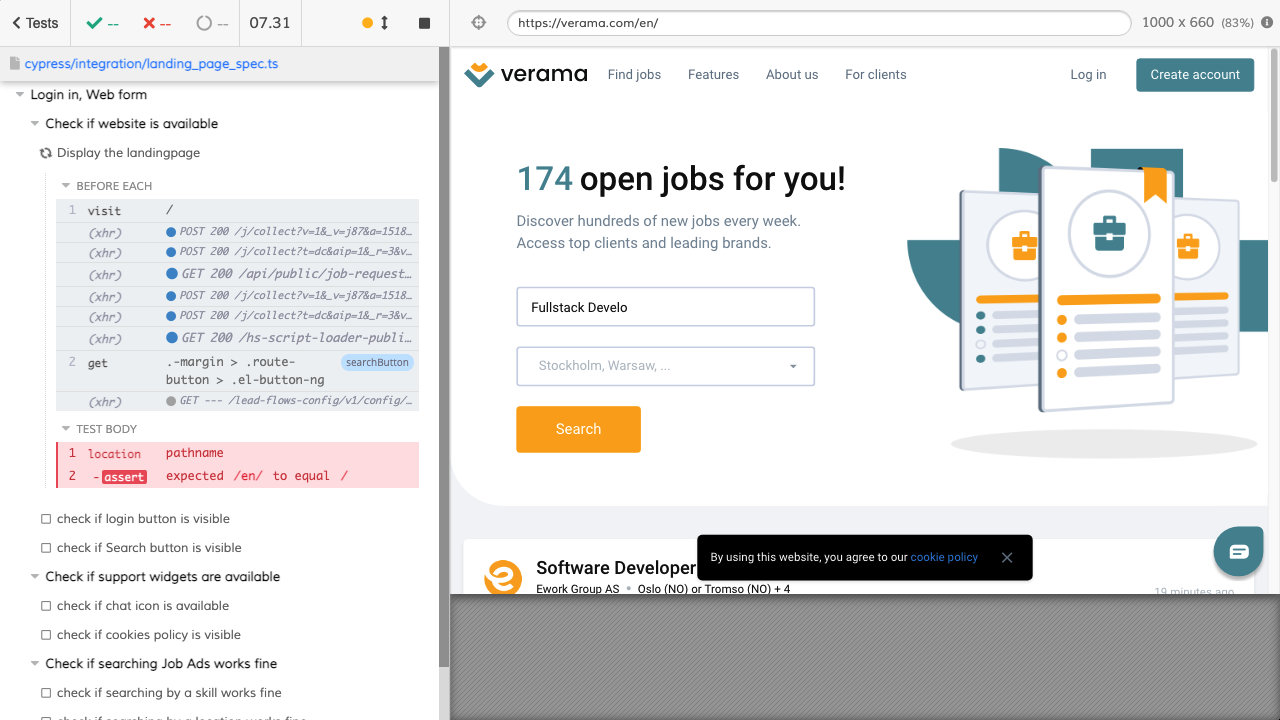 Tests
--
--
--
07.31
https://verama.com/en/
1000 x 660 (83%)
cypress/integration/landing_page_spec.ts
Login in, Web form
Check if website is available
Display the landingpage
BEFORE EACH
1 visit /
(xhr) POST 200 /j/collect?v=1&_v=j87&a=1518…
(xhr) POST 200 /j/collect?t=dc&aip=1&_r=3&v…
(xhr) GET 200 /api/public/job-request…
(xhr) POST 200 /j/collect?v=1&_v=j87&a=1518…
(xhr) POST 200 /j/collect?t=dc&aip=1&_r=3&v…
(xhr) GET 200 /hs-script-loader-publi…
2 get .-margin > .route- searchButton
button > .el-button-ng
(xhr) GET --- /lead-flows-config/v1/config/…
TEST BODY
1 location pathname
2 -assert expected /en/ to equal /
check if login button is visible
check if Search button is visible
Check if support widgets are available
check if chat icon is available
check if cookies policy is visible
Check if searching Job Ads works fine
check if searching by a skill works fine
check if searching by a location works fine
verama
Find jobs
Features
About us
For clients
Log in
Create account
174 open jobs for you!
Discover hundreds of new jobs every week.
Access top clients and leading brands.
Fullstack Develo
Stockholm, Warsaw, ...
Search
Software Developer
Ework Group AS • Oslo (NO) or Tromso (NO) + 4
19 minutes ago
By using this website, you agree to our cookie policy